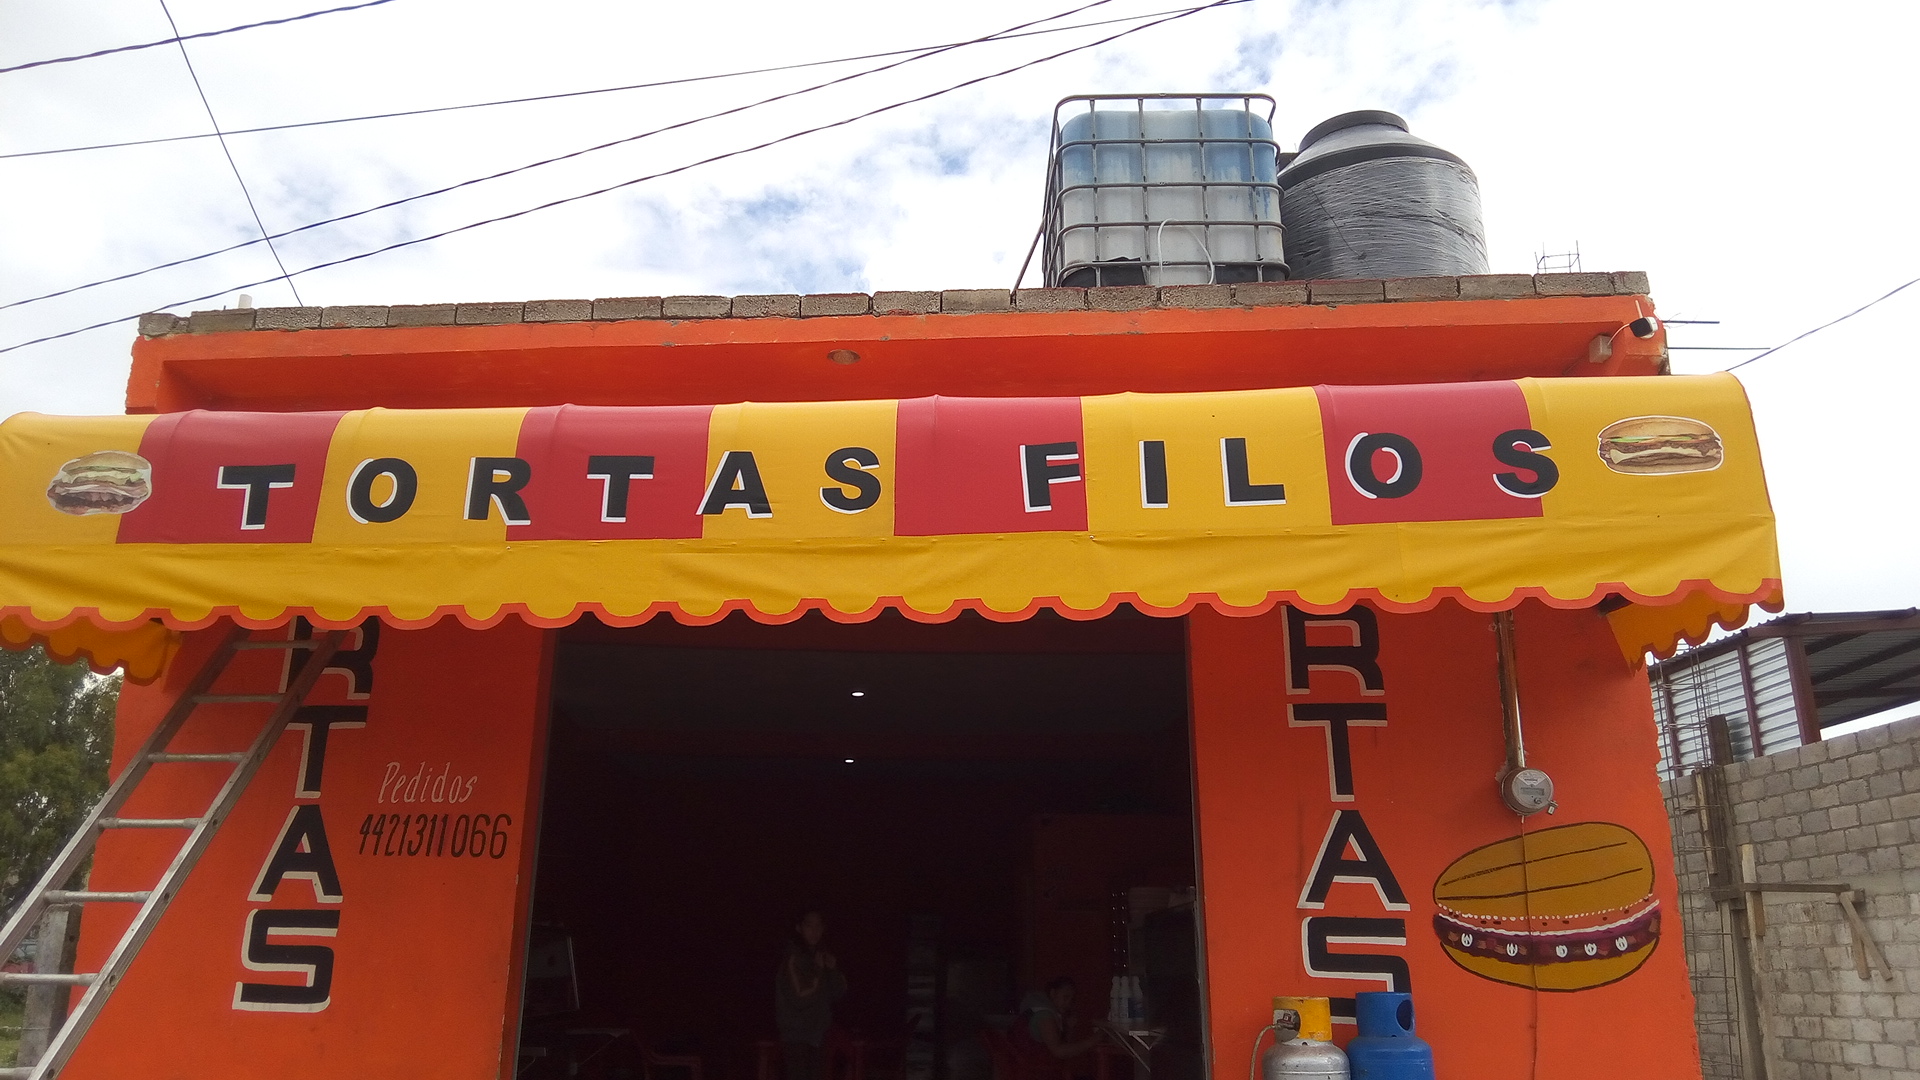 TORTAS FILOS
RTAS
Pedidos
4421311066
RTAS